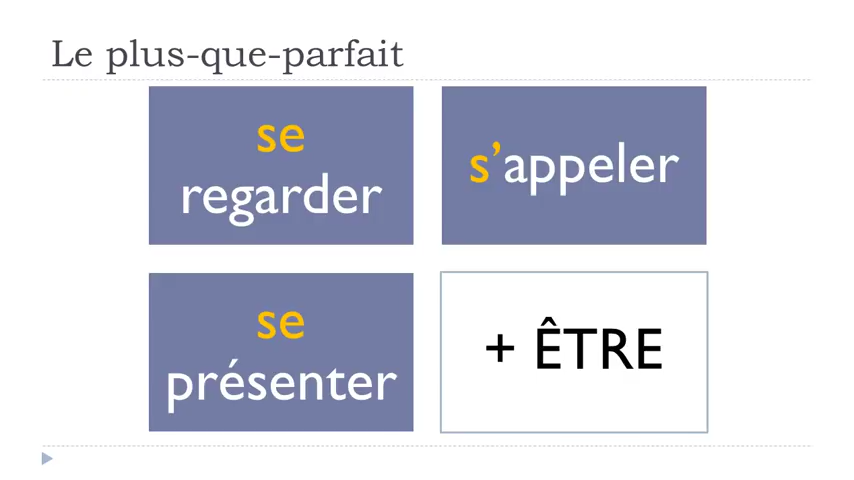 Le plus-que-parfait
se
regarder
s’appeler
se
présenter
+ ÊTRE